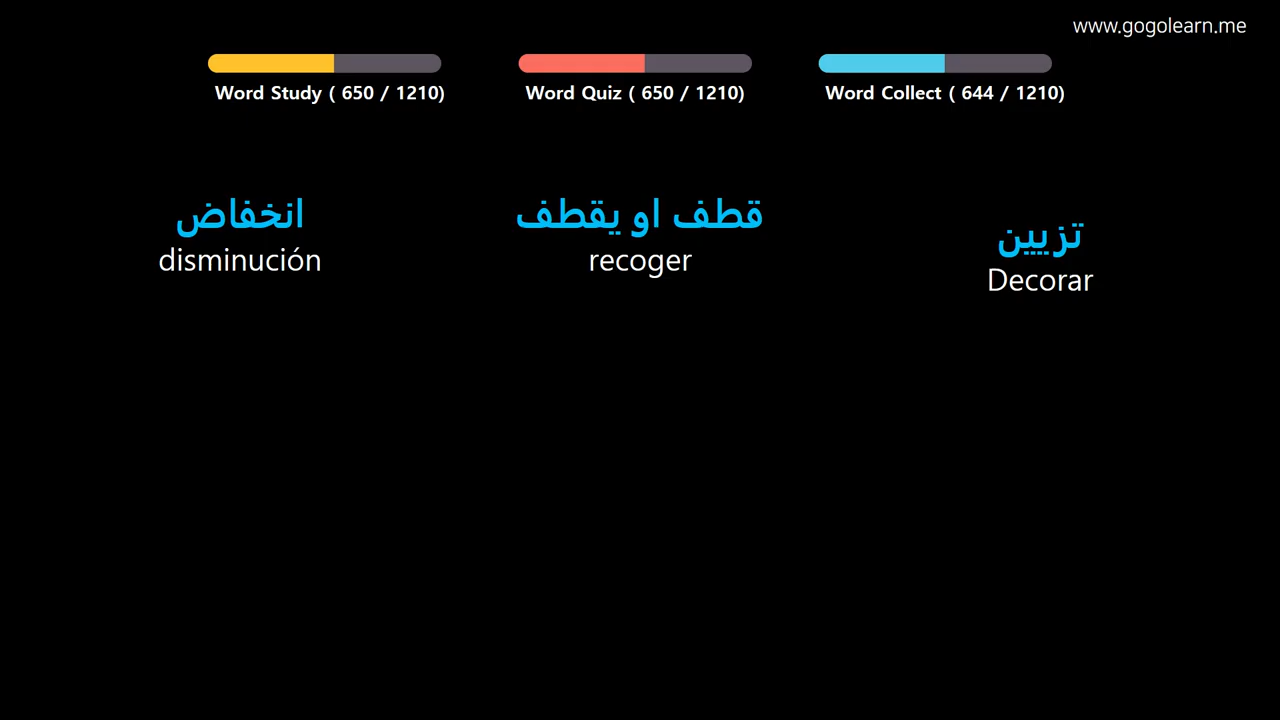 www.gogolearn.me
Word Study ( 650 / 1210)
Word Quiz ( 650 / 1210)
Word Collect ( 644 / 1210)
انخفاض
disminución
قطف او يقطف
recoger
تزيين
Decorar